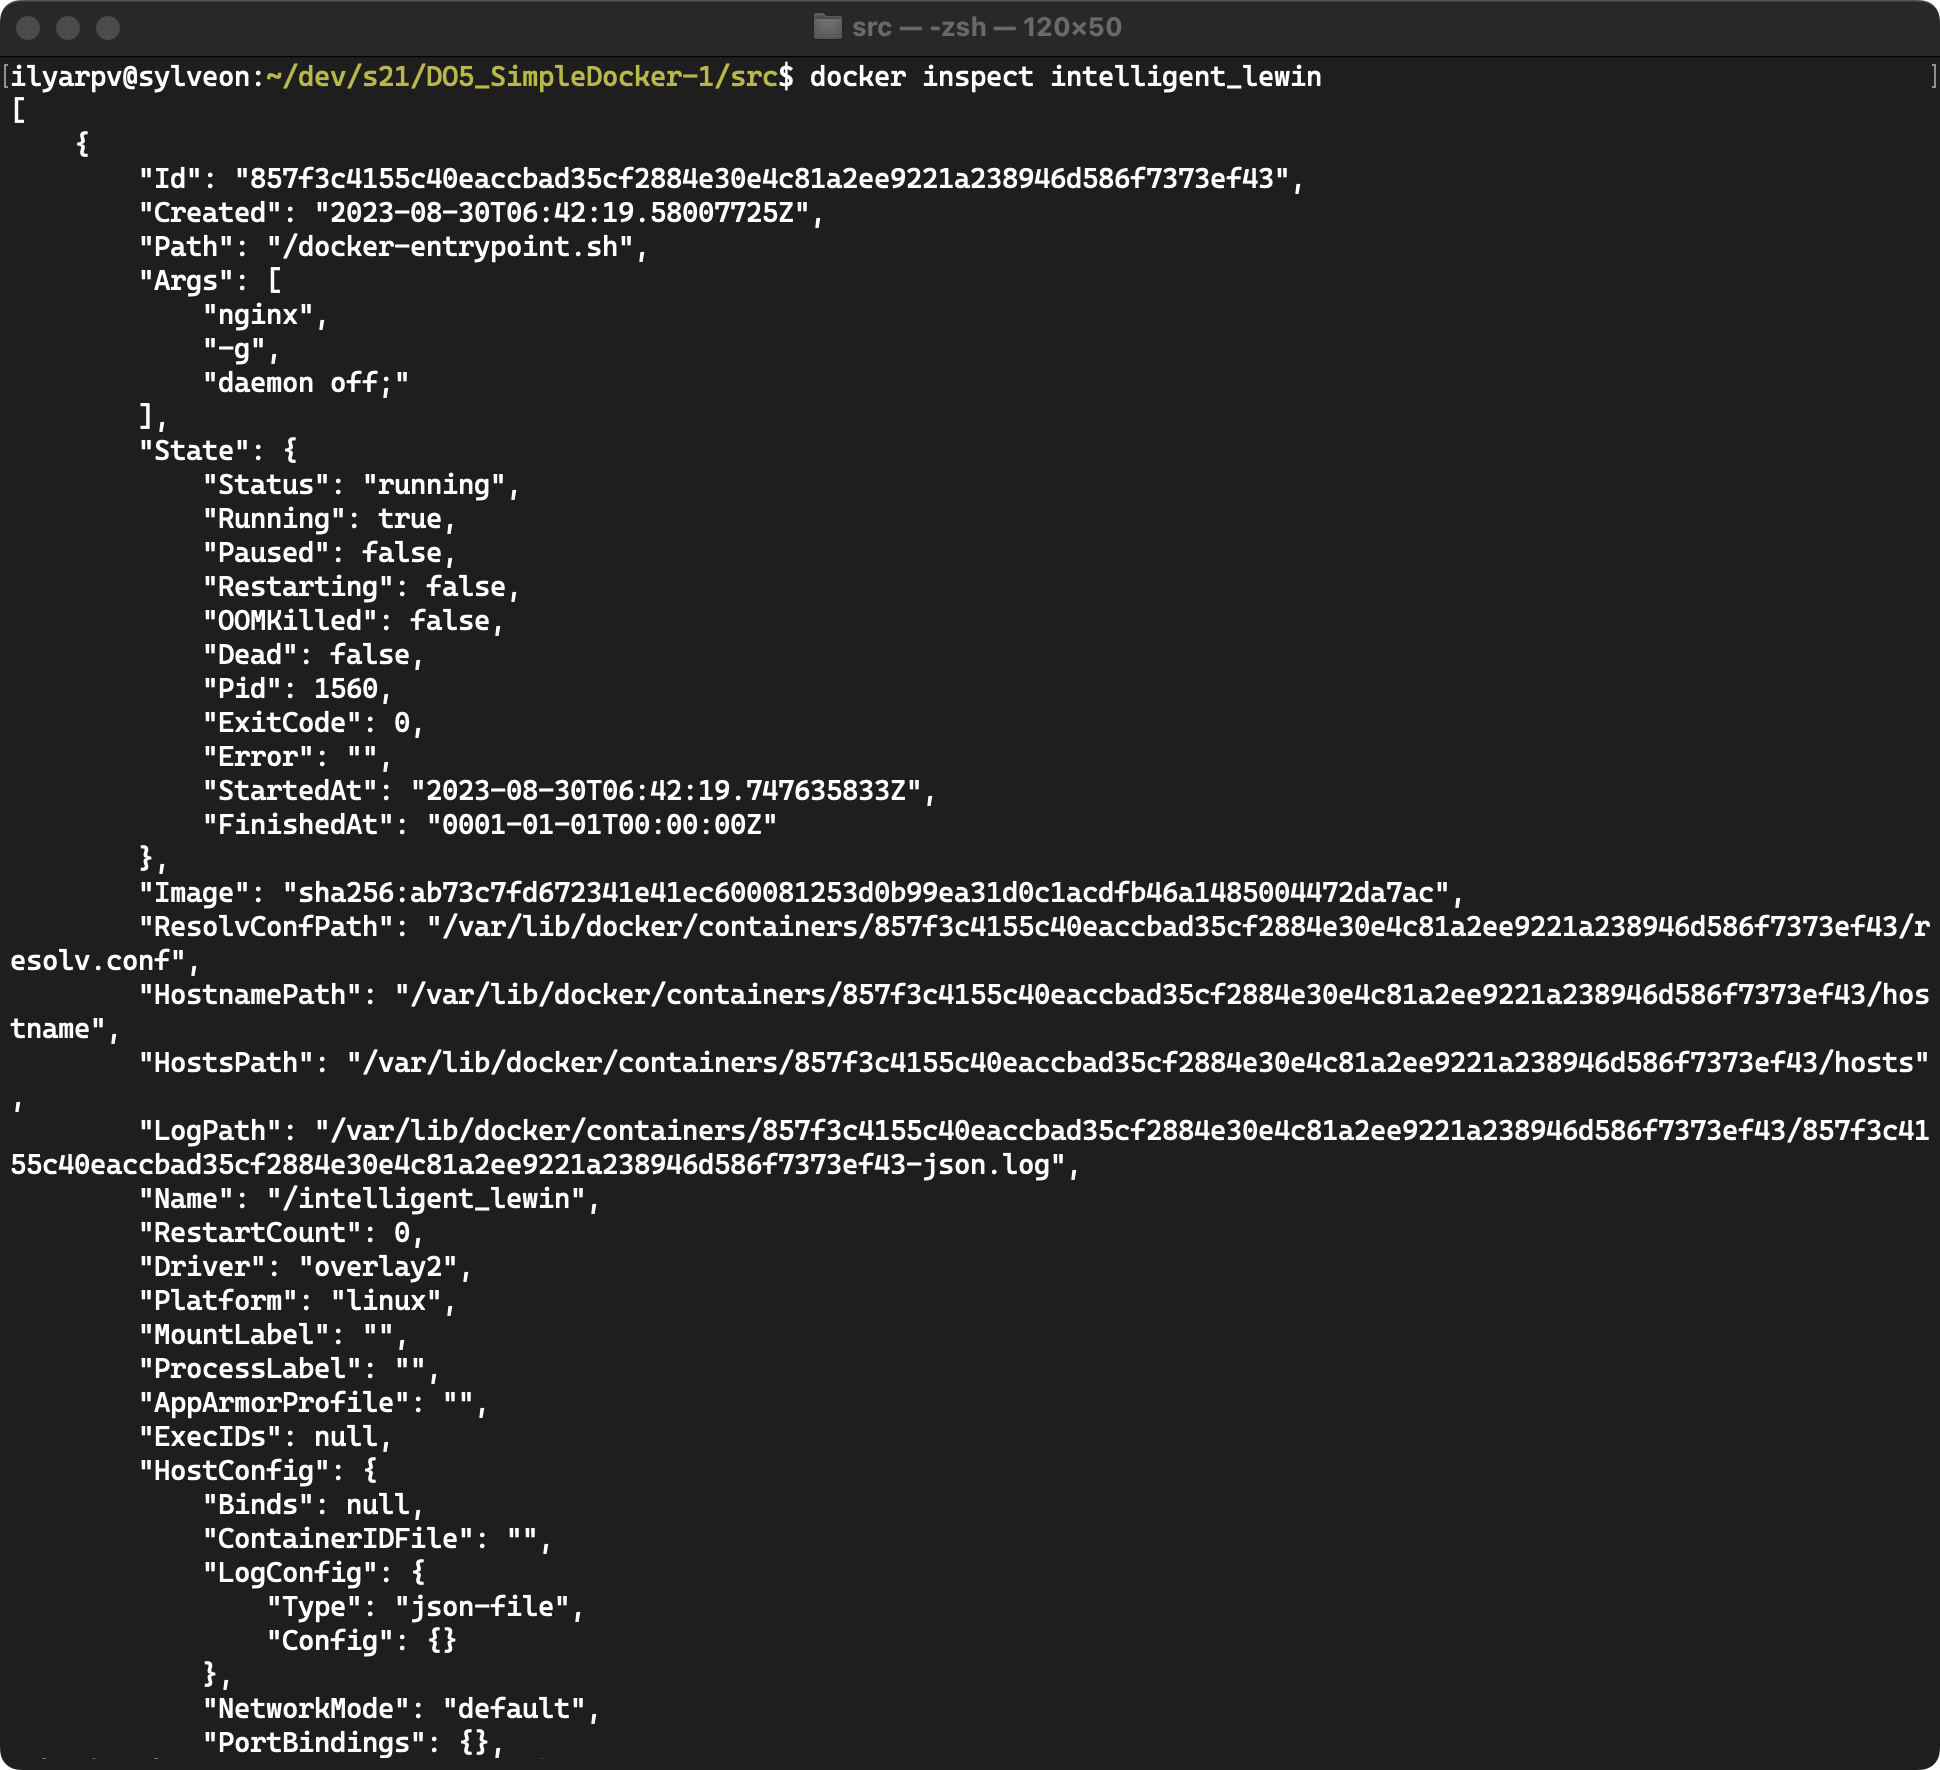 src — -zsh — 120×50
ilyarpv@sylveon:~/dev/s21/DO5_SimpleDocker-1/src$ docker inspect intelligent_lewin
[
    {
        "Id": "857f3c4155c40eaccbad35cf2884e30e4c81a2ee9221a238946d586f7373ef43",
        "Created": "2023-08-30T06:42:19.58007725Z",
        "Path": "/docker-entrypoint.sh",
        "Args": [
            "nginx",
            "-g",
            "daemon off;"
        ],
        "State": {
            "Status": "running",
            "Running": true,
            "Paused": false,
            "Restarting": false,
            "OOMKilled": false,
            "Dead": false,
            "Pid": 1560,
            "ExitCode": 0,
            "Error": "",
            "StartedAt": "2023-08-30T06:42:19.747635833Z",
            "FinishedAt": "0001-01-01T00:00:00Z"
        },
        "Image": "sha256:ab73c7fd672341e41ec600081253d0b99ea31d0c1acdfb46a1485004472da7ac",
        "ResolvConfPath": "/var/lib/docker/containers/857f3c4155c40eaccbad35cf2884e30e4c81a2ee9221a238946d586f7373ef43/r
esolv.conf",
        "HostnamePath": "/var/lib/docker/containers/857f3c4155c40eaccbad35cf2884e30e4c81a2ee9221a238946d586f7373ef43/hos
tname",
        "HostsPath": "/var/lib/docker/containers/857f3c4155c40eaccbad35cf2884e30e4c81a2ee9221a238946d586f7373ef43/hosts"
,
        "LogPath": "/var/lib/docker/containers/857f3c4155c40eaccbad35cf2884e30e4c81a2ee9221a238946d586f7373ef43/857f3c41
55c40eaccbad35cf2884e30e4c81a2ee9221a238946d586f7373ef43-json.log",
        "Name": "/intelligent_lewin",
        "RestartCount": 0,
        "Driver": "overlay2",
        "Platform": "linux",
        "MountLabel": "",
        "ProcessLabel": "",
        "AppArmorProfile": "",
        "ExecIDs": null,
        "HostConfig": {
            "Binds": null,
            "ContainerIDFile": "",
            "LogConfig": {
                "Type": "json-file",
                "Config": {}
            },
            "NetworkMode": "default",
            "PortBindings": {},